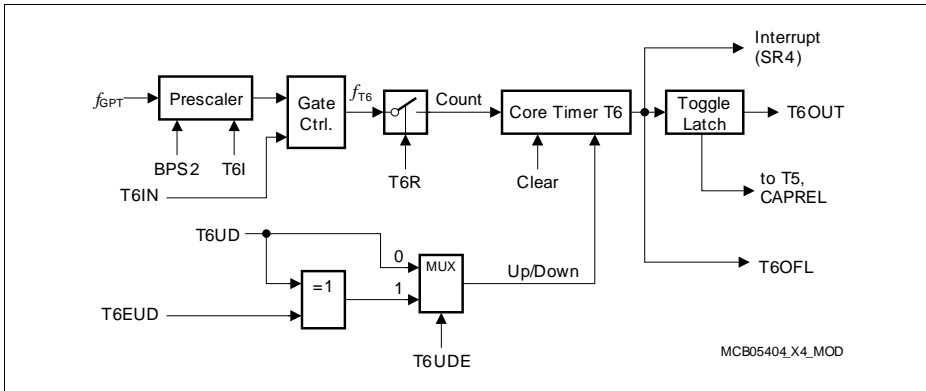 Interrupt
(SR4)
fGPT
Prescaler
Gate
Ctrl.
fT6
Count
Core Timer T6
Toggle
Latch
T6OUT
BPS2
T6I
T6IN
T6R
Clear
to T5,
CAPREL
T6UD
0
MUX
Up/Down
T6OFL
=1
1
T6EUD
T6UDE
MCB05404_X4_MOD